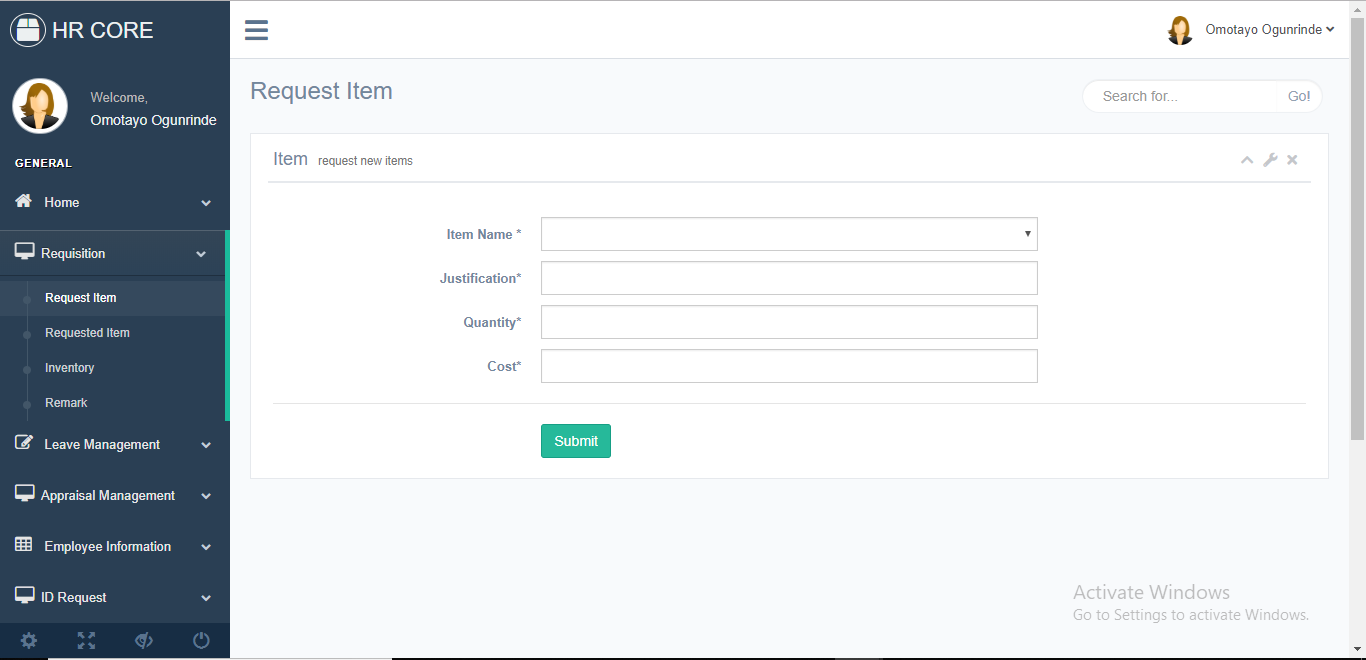 HR CORE
Welcome,
Omotayo Ogunrinde
GENERAL
Home
Requisition
Request Item
Requested Item
Inventory
Remark
Leave Management
Appraisal Management
Employee Information
ID Request
Omotayo Ogunrinde
Request Item
Search for... Go!
Item request new items
Item Name *
Justification*
Quantity*
Cost*
Submit
Activate Windows
Go to Settings to activate Windows.